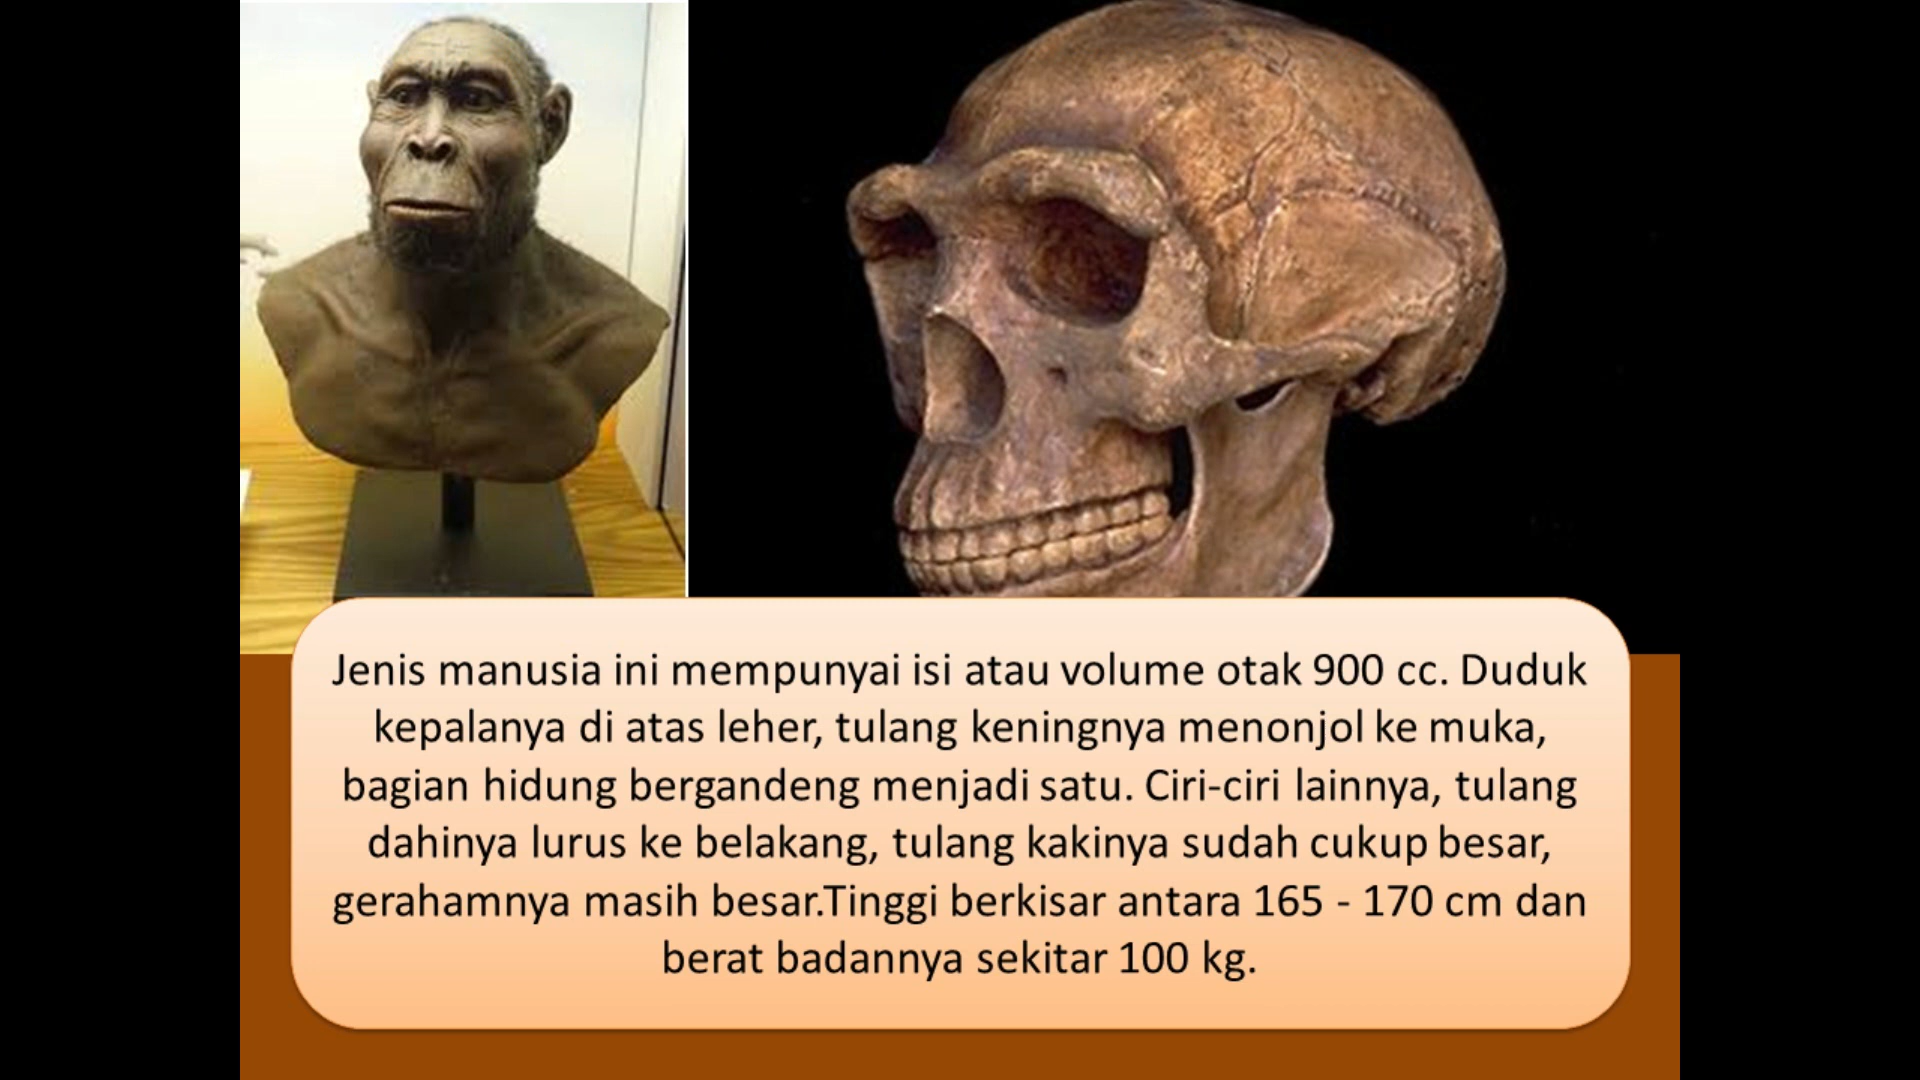 Jenis manusia ini mempunyai isi atau volume otak 900 cc. Duduk
kepalanya di atas leher, tulang keningnya menonjol ke muka,
bagian hidung bergandeng menjadi satu. Ciri-ciri lainnya, tulang
dahinya lurus ke belakang, tulang kakinya sudah cukup besar,
gerahamnya masih besar.Tinggi berkisar antara 165 - 170 cm dan
berat badannya sekitar 100 kg.